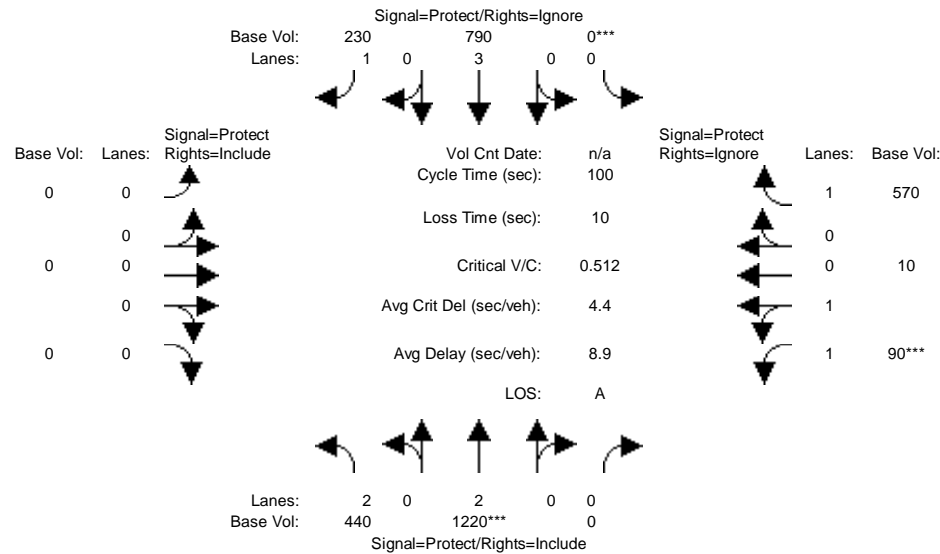 Signal=Protect/Rights=Ignore
Base Vol: 230 790 0***
Lanes: 1 0 3 0 0
Signal=Protect Signal=Protect
Base Vol: Lanes: Rights=Include Vol Cnt Date: n/a Rights=Ignore Lanes: Base Vol:
Cycle Time (sec): 100
0 0 1 570
Loss Time (sec): 10
0 0
0 0 Critical V/C: 0.512 0 10
0 Avg Crit Del (sec/veh): 4.4 1
0 0 Avg Delay (sec/veh): 8.9 1 90***
LOS: A
Lanes: 2 0 2 0 0
Base Vol: 440 1220*** 0
Signal=Protect/Rights=Include